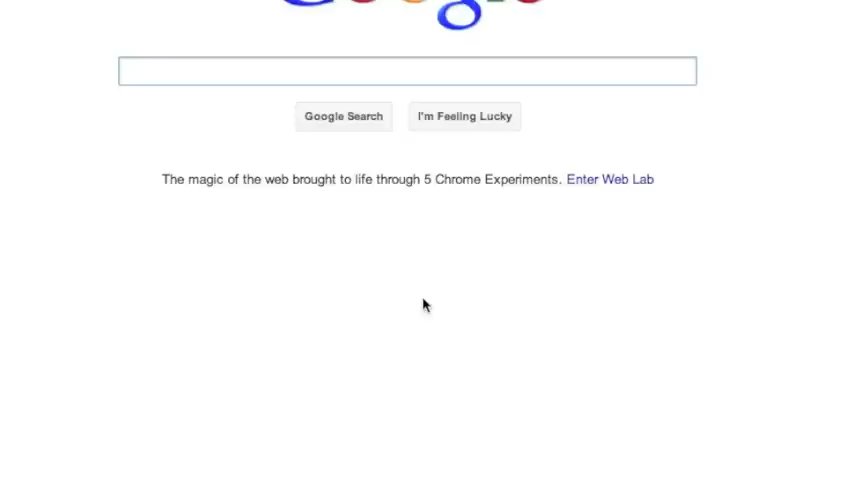 Google
Google Search
I'm Feeling Lucky
The magic of the web brought to life through 5 Chrome Experiments. Enter Web Lab